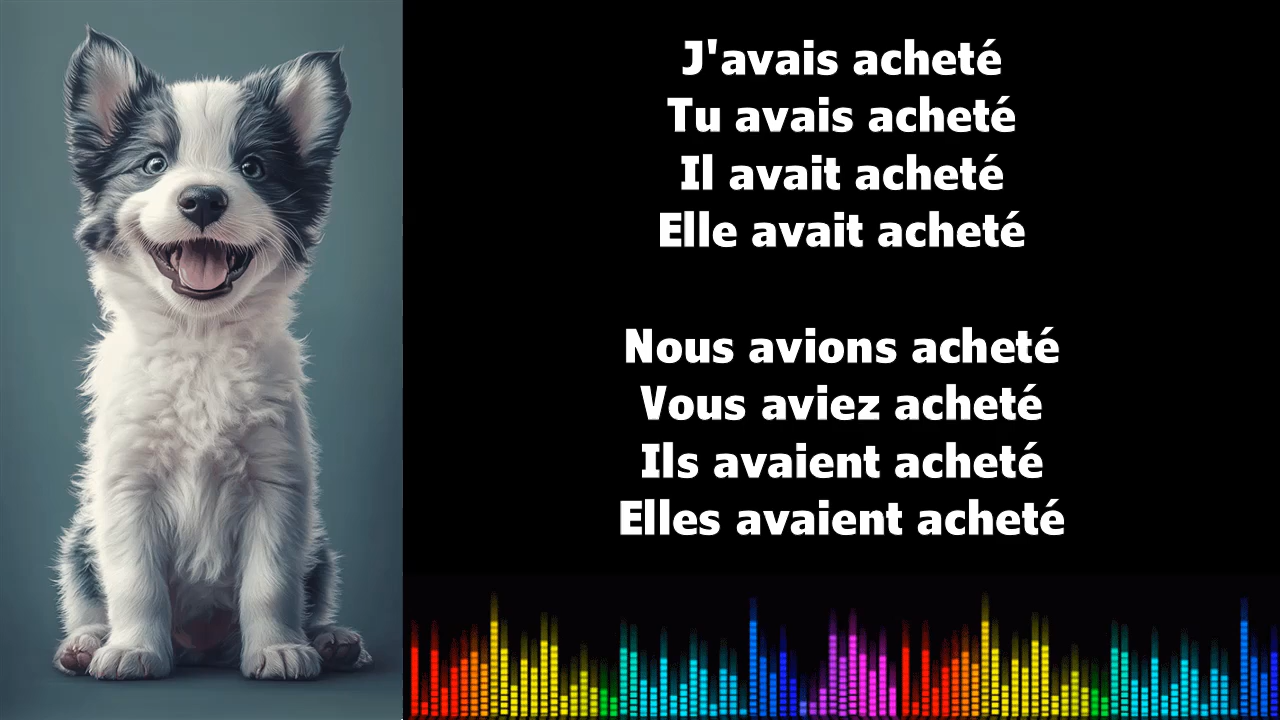 J'avais acheté
Tu avais acheté
Il avait acheté
Elle avait acheté
Nous avions acheté
Vous aviez acheté
Ils avaient acheté
Elles avaient acheté